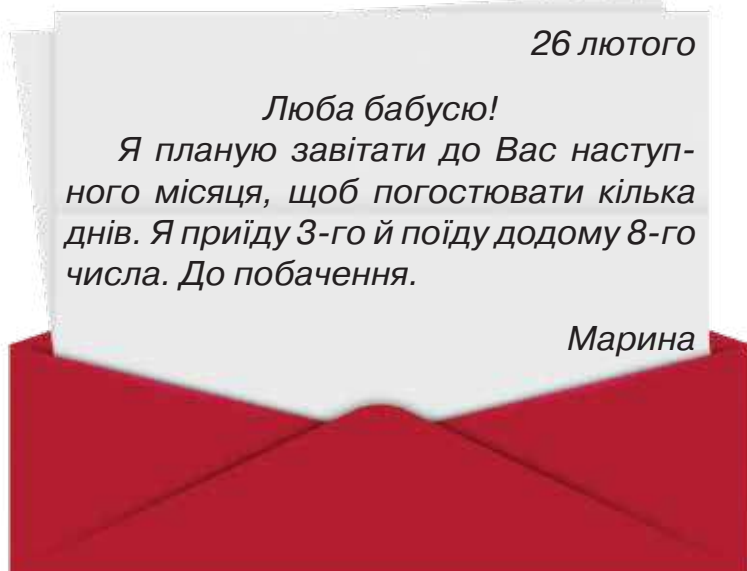 26 лютого
Люба бабусю!
Я планую завітати до Вас наступ-
ного місяця, щоб погостювати кілька
днів. Я приїду 3-го й поїду додому 8-го
числа. До побачення.
Марина